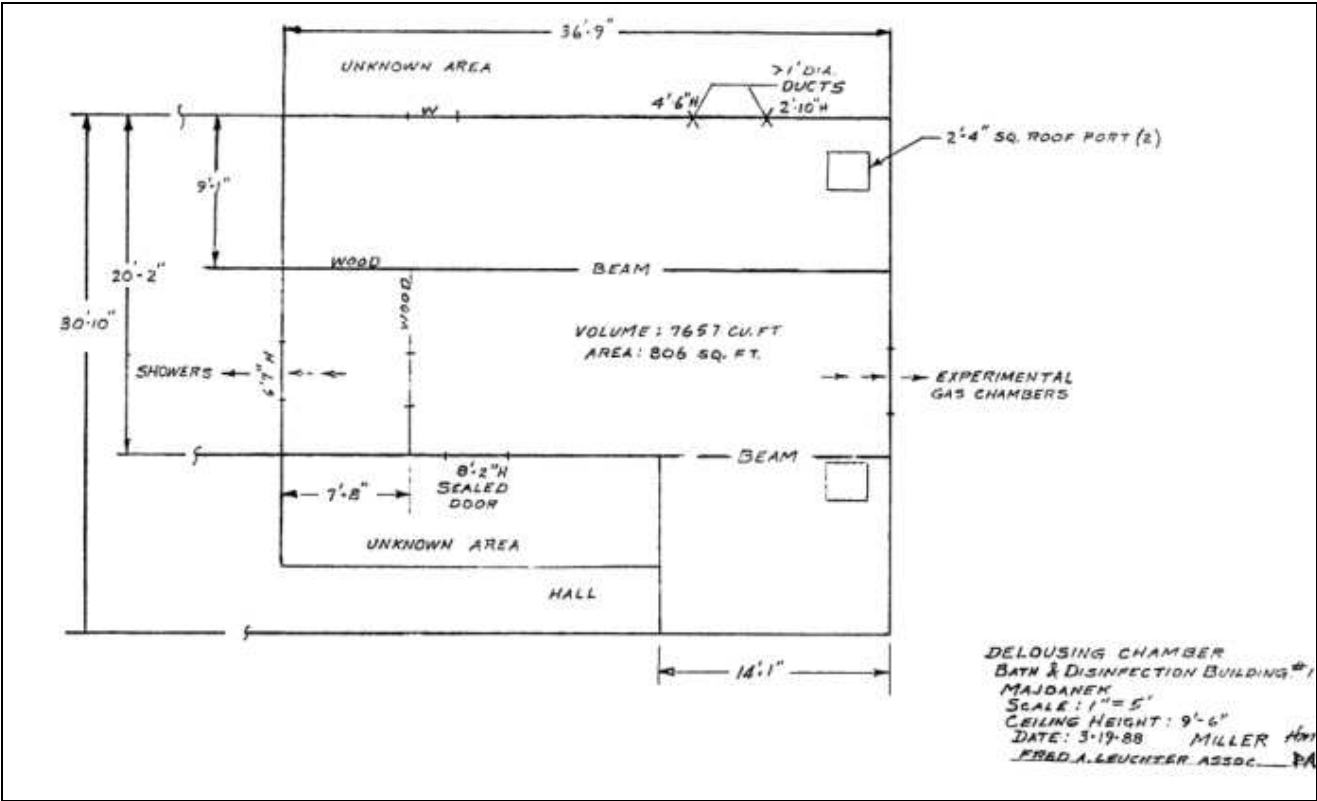 36'-9"
UNKNOWN AREA
>1' DIA.
DUCTS
4'-6"H
2'-10"H
W
2'-4" SQ. ROOF PORT (2)
9'-1"
20'-2"
30'-10"
WOOD
BEAM
DOOR
VOLUME : 7657 CU. FT
AREA : 806 SQ. FT.
SHOWERS
6'7" H
EXPERIMENTAL
GAS CHAMBERS
BEAM
8'-2"H
SEALED
DOOR
7'-8"
UNKNOWN AREA
HALL
14'-1"
DELOUSING CHAMBER
BATH & DISINFECTION BUILDING #1
MAJDANEK
SCALE : 1" = 5'
CEILING HEIGHT : 9'-6"
DATE : 3-19-88 MILLER
FRED A. LEUCHTER ASSOC